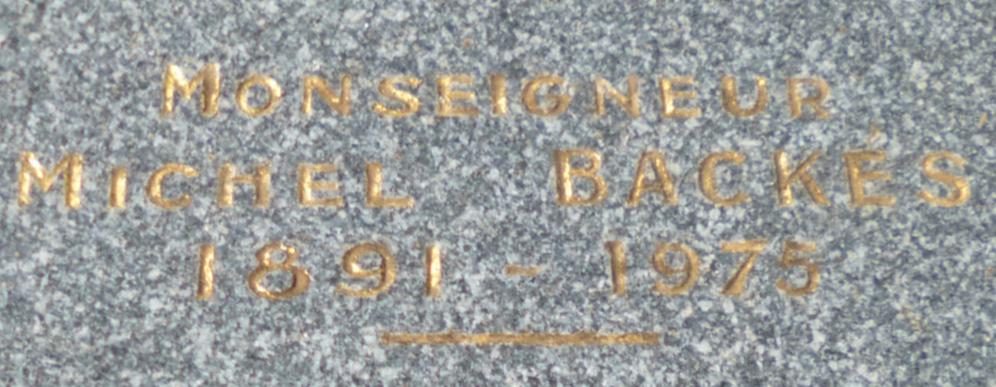 MONSEIGNEUR
MICHEL BACKÉS
1891 - 1975